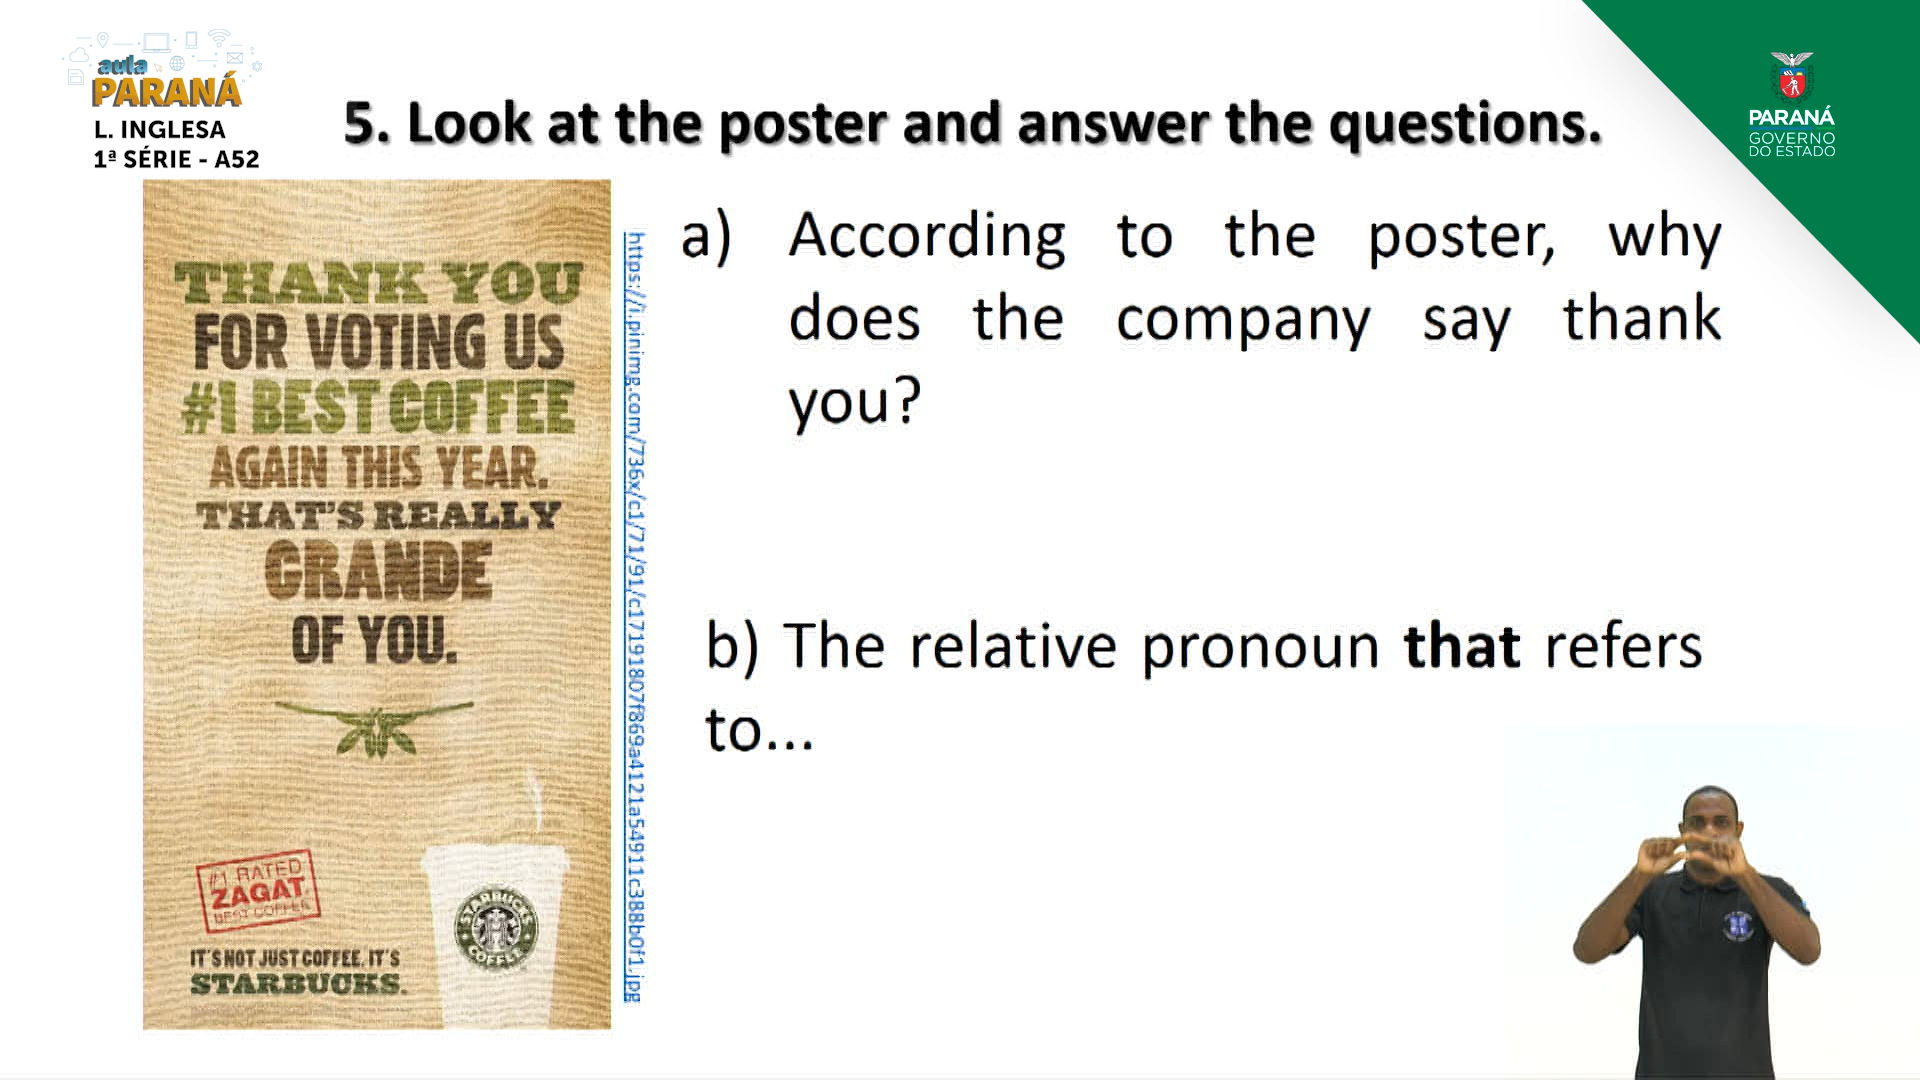 aula
PARANÁ
L. INGLESA
1ª SÉRIE - A52
5. Look at the poster and answer the questions.
PARANÁ
GOVERNO
DO ESTADO
THANK YOU
FOR VOTING US
#1 BEST COFFEE
AGAIN THIS YEAR.
THAT'S REALLY
GRANDE
OF YOU.
#1 RATED
ZAGAT
BEST COFFEE
IT'S NOT JUST COFFEE. IT'S
STARBUCKS.
STARBUCKS
COFFEE
https://i.pinimg.com/736x/c1/71/91/c17191807f869a4121a54911c388b0f1.jpg
a) According to the poster, why
does the company say thank
you?
b) The relative pronoun that refers
to...